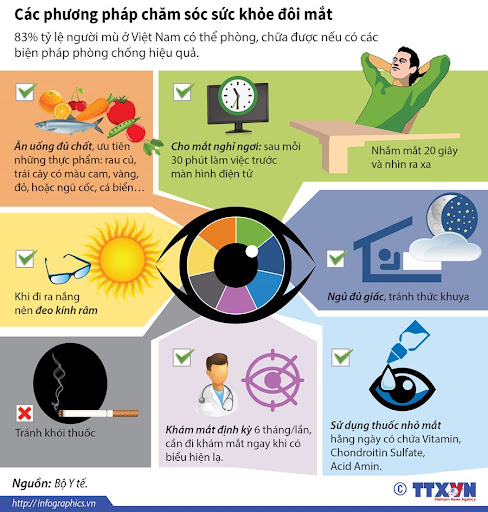 Các phương pháp chăm sóc sức khỏe đôi mắt
83% tỷ lệ người mù ở Việt Nam có thể phòng, chữa được nếu có các
biện pháp phòng chống hiệu quả.
Ăn uống đủ chất, ưu tiên
những thực phẩm: rau củ,
trái cây có màu cam, vàng,
đỏ, hoặc ngũ cốc, cá biển...
Cho mắt nghỉ ngơi: sau mỗi
30 phút làm việc trước
màn hình điện tử
Nhắm mắt 20 giây
và nhìn ra xa
Khi đi ra nắng
nên đeo kính râm
Ngủ đủ giấc, tránh thức khuya
Tránh khói thuốc
Khám mắt định kỳ 6 tháng/lần,
cần đi khám mắt ngay khi có
biểu hiện lạ.
Sử dụng thuốc nhỏ mắt
hằng ngày có chứa Vitamin,
Chondroitin Sulfate,
Acid Amin.
Nguồn: Bộ Y tế.
http://infographics.vn
© TTXVN
Vietnam News Agency